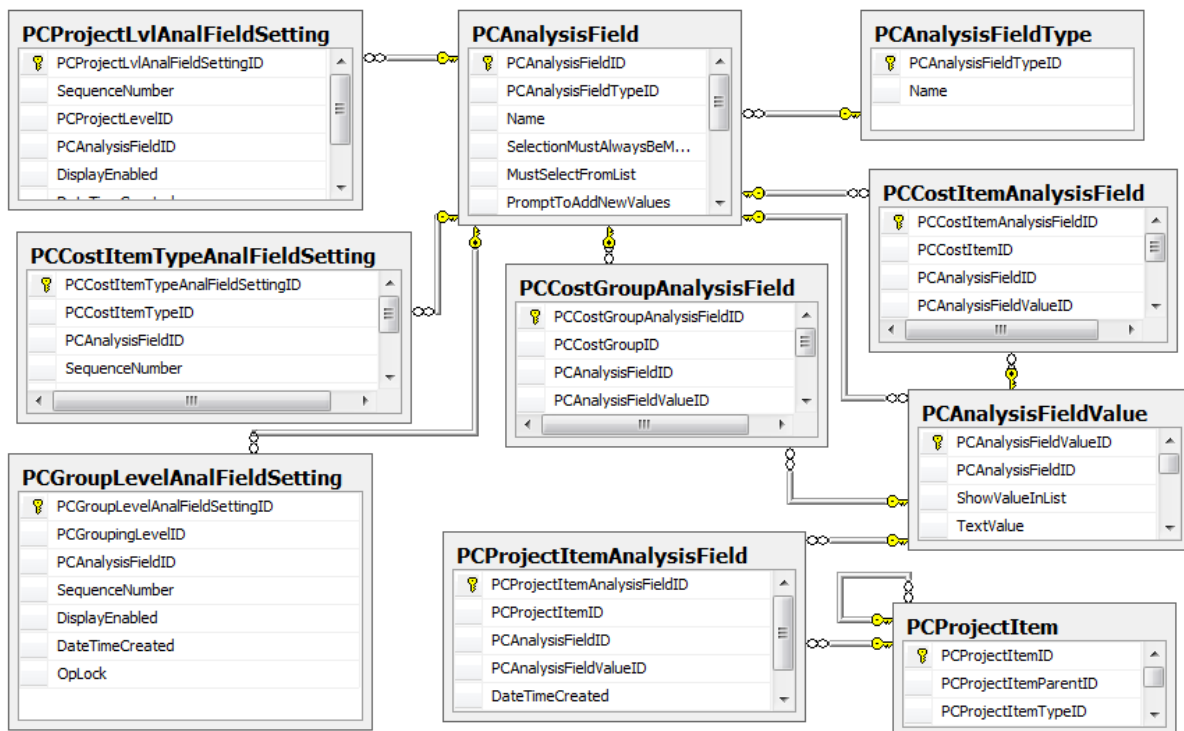 PCProjectLvlAnalFieldSetting
PCProjectLvlAnalFieldSettingID
SequenceNumber
PCProjectLevelID
PCAnalysisFieldID
DisplayEnabled
PCAnalysisField
PCAnalysisFieldID
PCAnalysisFieldTypeID
Name
SelectionMustAlwaysBeM...
MustSelectFromList
PromptToAddNewValues
PCAnalysisFieldType
PCAnalysisFieldTypeID
Name
PCCostItemAnalysisField
PCCostItemAnalysisFieldID
PCCostItemID
PCAnalysisFieldID
PCAnalysisFieldValueID
PCCostItemTypeAnalFieldSetting
PCCostItemTypeAnalFieldSettingID
PCCostItemTypeID
PCAnalysisFieldID
SequenceNumber
PCCostGroupAnalysisField
PCCostGroupAnalysisFieldID
PCCostGroupID
PCAnalysisFieldID
PCAnalysisFieldValueID
PCAnalysisFieldValue
PCAnalysisFieldValueID
PCAnalysisFieldID
ShowValueInList
TextValue
PCGroupLevelAnalFieldSetting
PCGroupLevelAnalFieldSettingID
PCGroupingLevelID
PCAnalysisFieldID
SequenceNumber
DisplayEnabled
DateTimeCreated
OpLock
PCProjectItemAnalysisField
PCProjectItemAnalysisFieldID
PCProjectItemID
PCAnalysisFieldID
PCAnalysisFieldValueID
DateTimeCreated
PCProjectItem
PCProjectItemID
PCProjectItemParentID
PCProjectItemTypeID